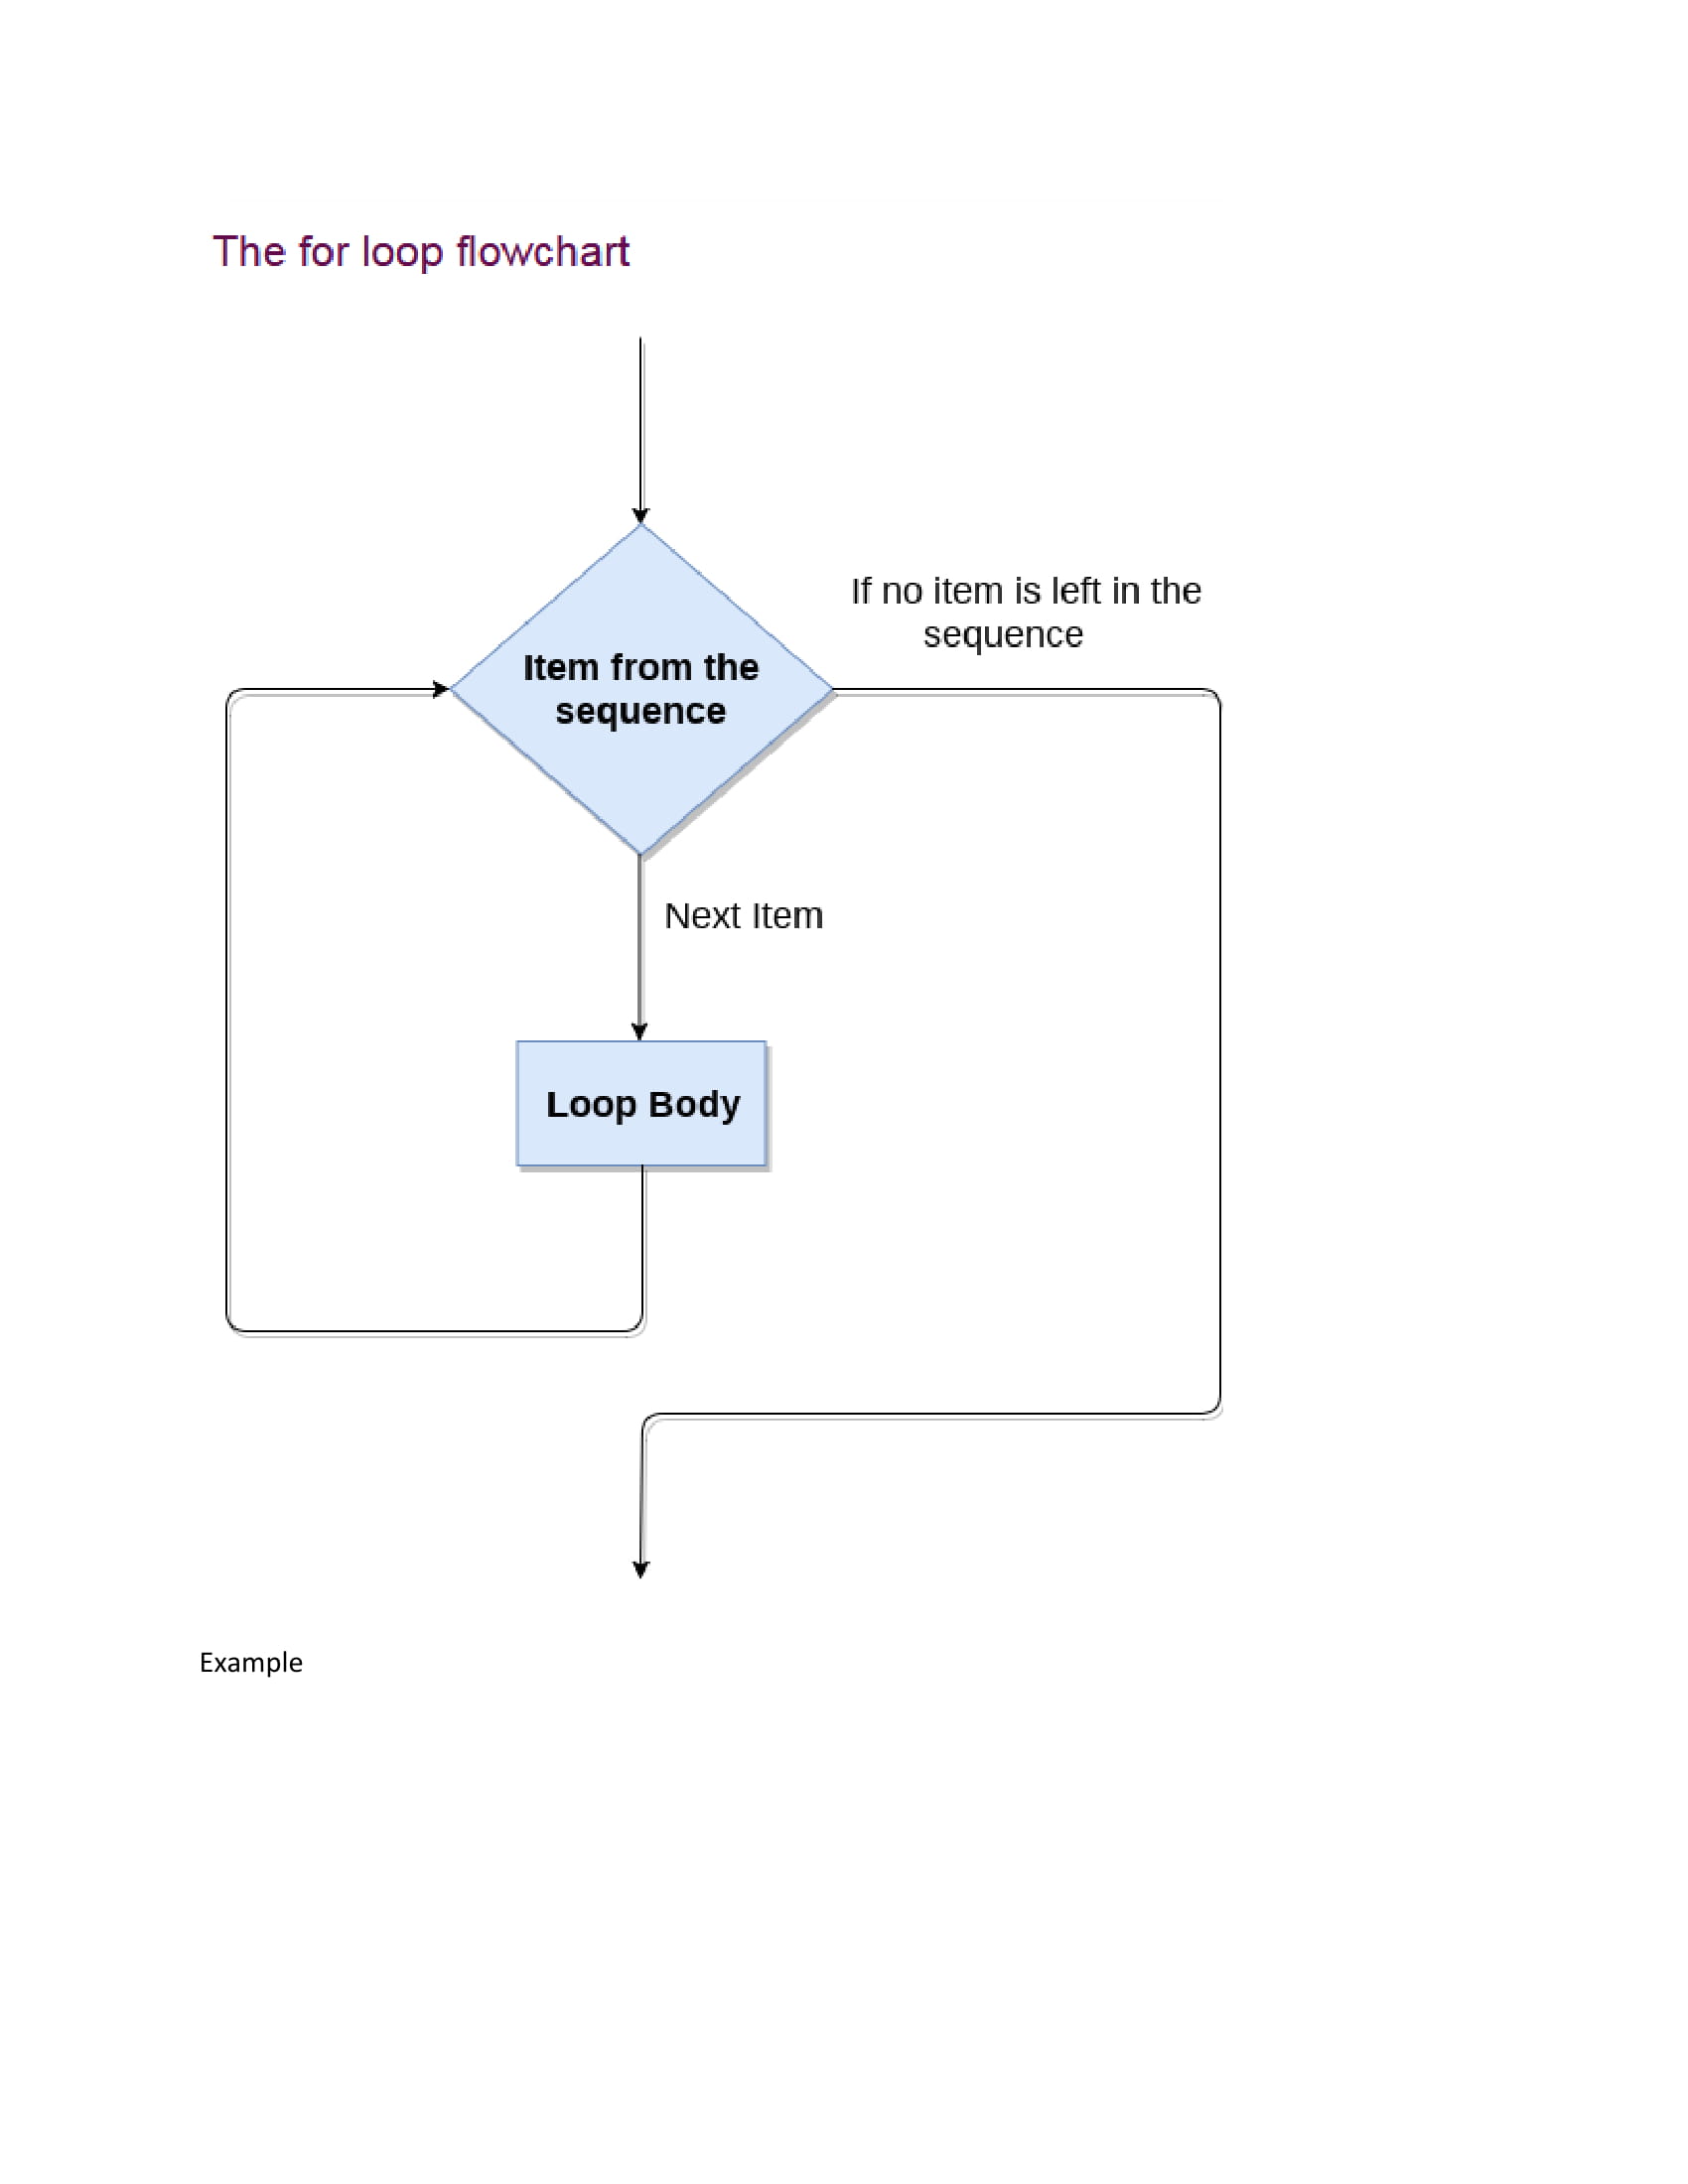 The for loop flowchart
If no item is left in the
sequence
Item from the
sequence
Next Item
Loop Body
Example